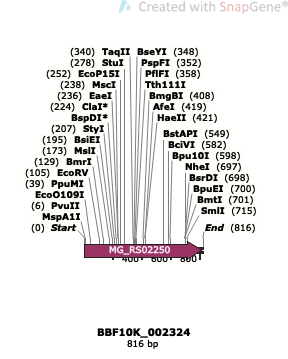 Created with SnapGene®
(340) TaqII BseYI (348)
(278) StuI PspFI (352)
(252) EcoP15I PflFI (358)
(238) MscI Tth111I
(236) EaeI BmgBI (408)
(224) ClaI* AfeI (419)
BspDI* HaeII (421)
(207) StyI
(195) BsiEI BstAPI (549)
(173) MslI BciVI (582)
(129) BmrI Bpu10I (598)
(105) EcoRV NheI (697)
(39) PpuMI BsrDI (698)
EcoO109I BpuEI (700)
(6) PvuII BmtI (701)
MspA1I SmlI (715)
(0) Start End (816)
MG_RS02250
400 600 800
BBF10K_002324
816 bp